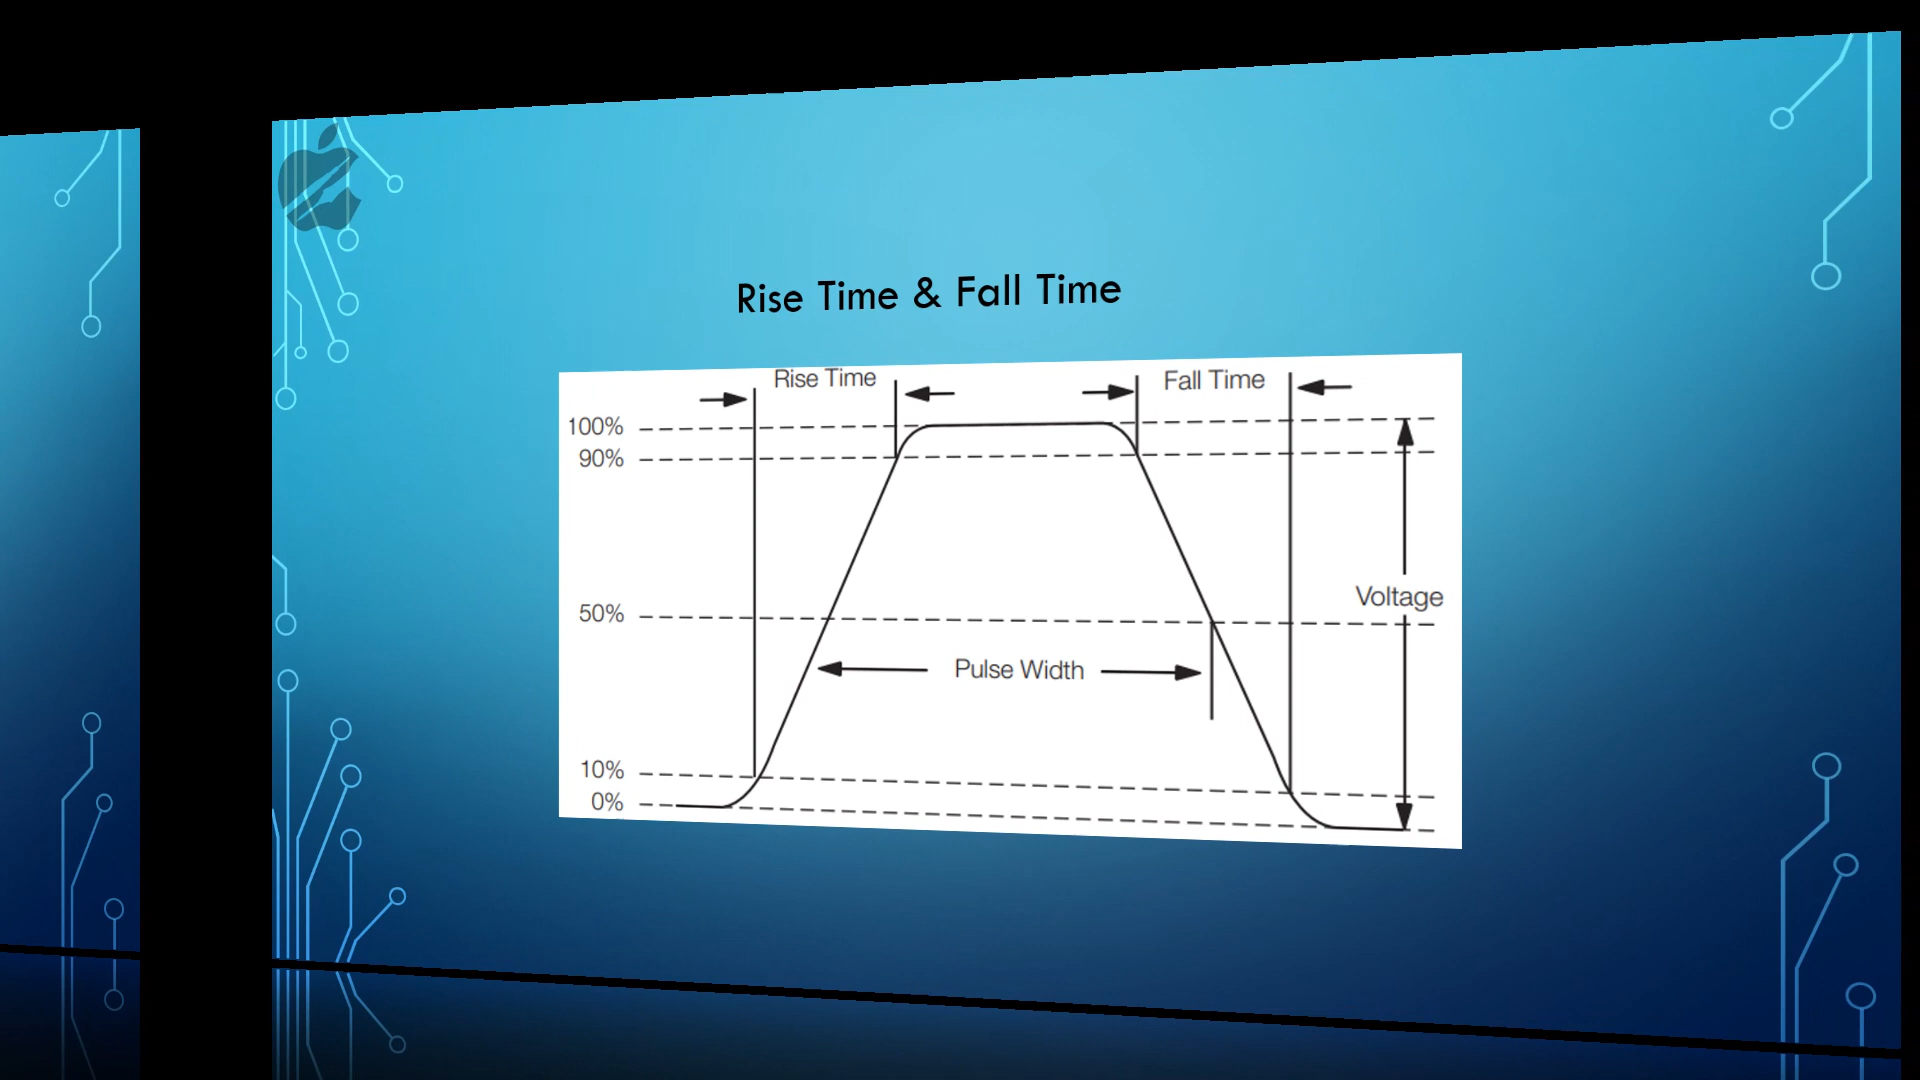 Rise Time & Fall Time
Rise Time
Fall Time
100%
90%
50%
Voltage
Pulse Width
10%
0%